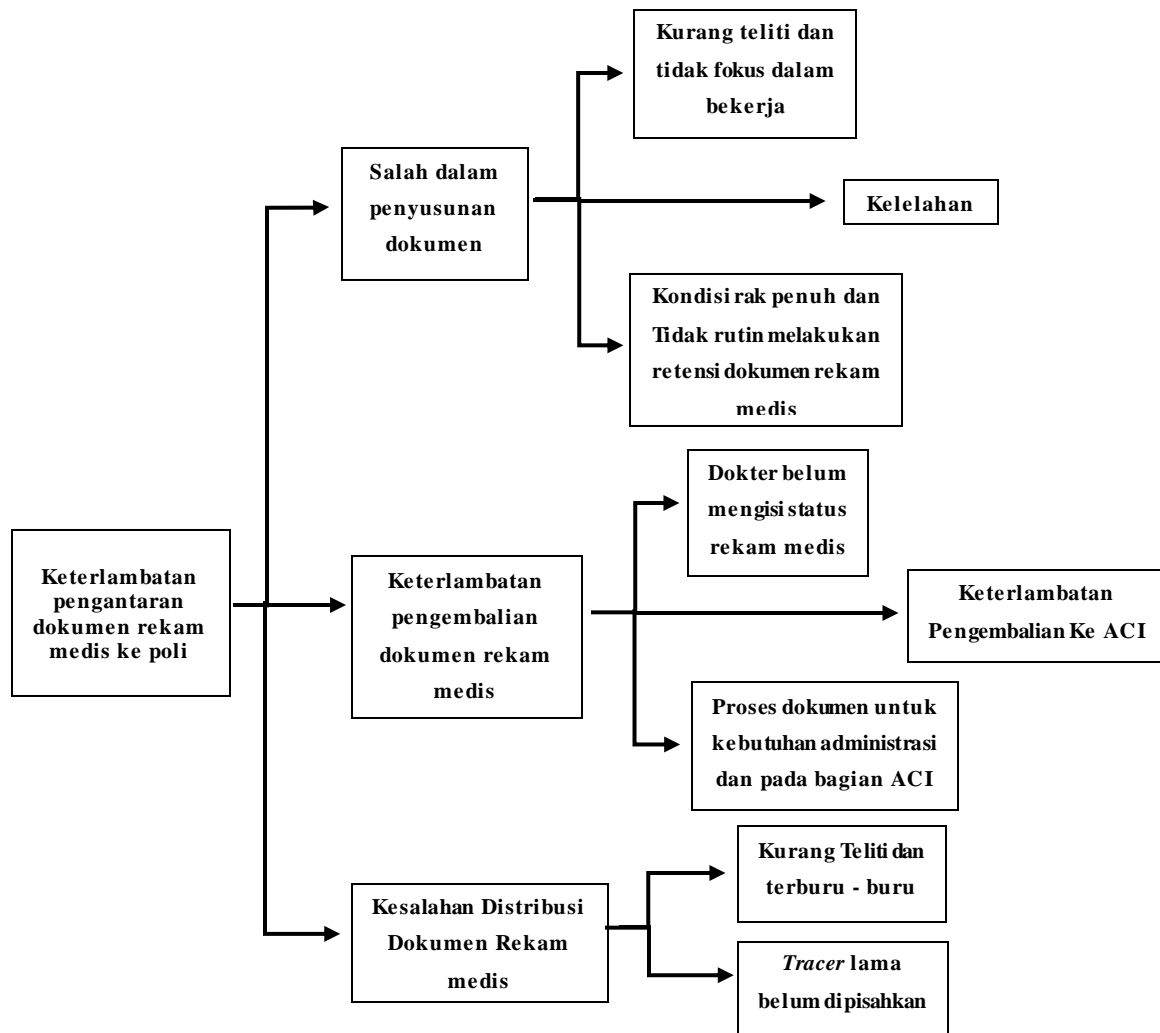 Kurang teliti dan
tidak fokus dalam
bekerja
Salah dalam
penyusunan
dokumen
Kelelahan
Kondisi rak penuh dan
Tidak rutin melakukan
retensi dokumen rekam
medis
Dokter belum
mengisi status
rekam medis
Keterlambatan
pengantaran
dokumen rekam
medis ke poli
Keterlambatan
pengembalian
dokumen rekam
medis
Keterlambatan
Pengembalian Ke ACI
Proses dokumen untuk
kebutuhan administrasi
dan pada bagian ACI
Kurang Teliti dan
terburu - buru
Kesalahan Distribusi
Dokumen Rekam
medis
Tracer lama
belum dipisahkan